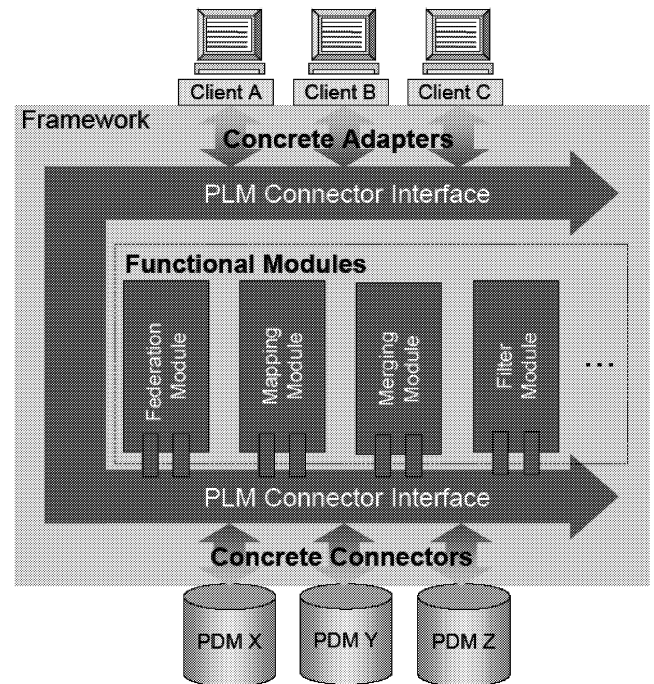 Client A
Client B
Client C
Framework
Concrete Adapters
PLM Connector Interface
Functional Modules
Federation
Module
Mapping
Module
Merging
Module
Filter
Module
...
PLM Connector Interface
Concrete Connectors
PDM X
PDM Y
PDM Z